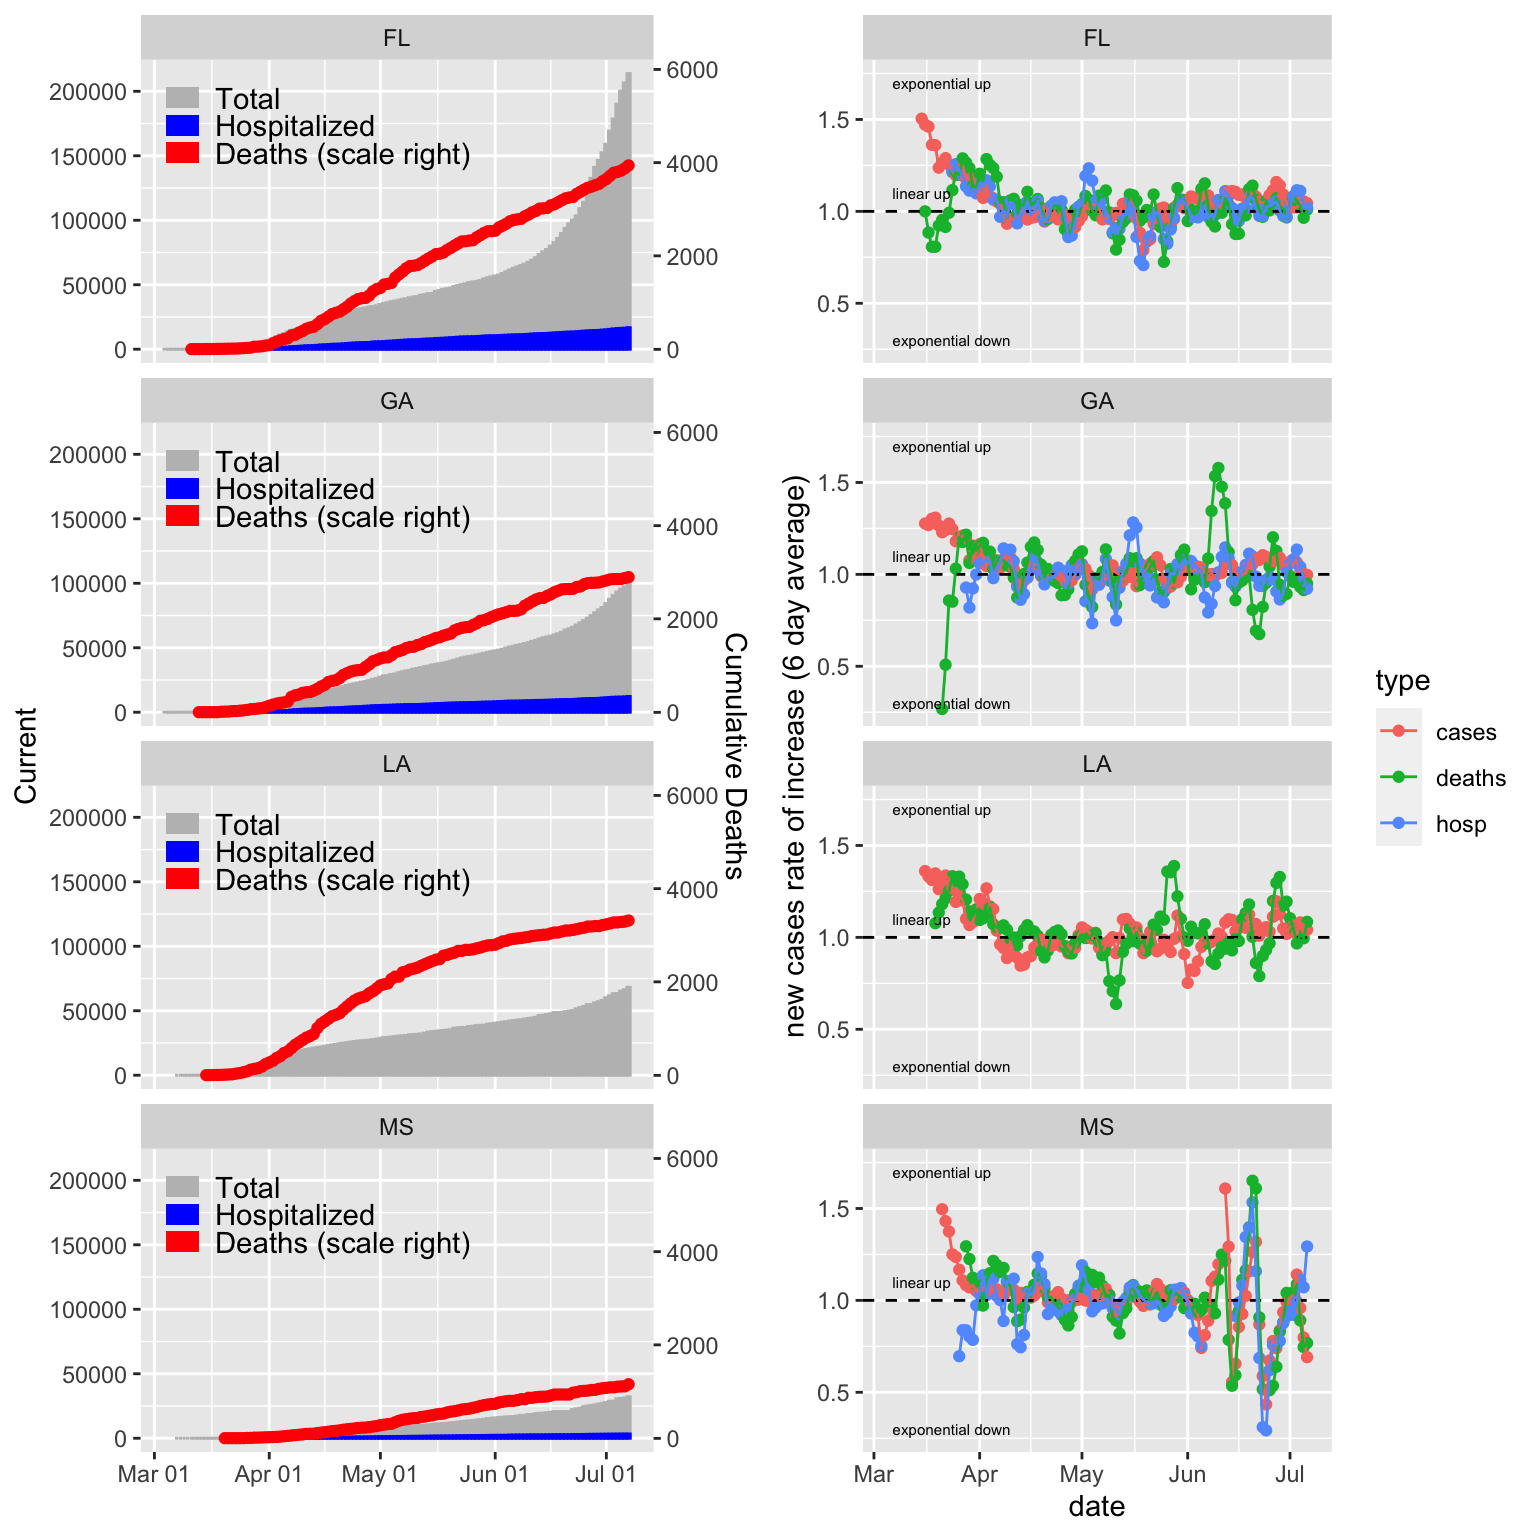 FL
200000
150000
100000
50000
0
Total
Hospitalized
Deaths (scale right)
6000
4000
2000
0
GA
200000
150000
100000
50000
0
Total
Hospitalized
Deaths (scale right)
6000
4000
2000
0
LA
200000
150000
100000
50000
0
Total
Hospitalized
Deaths (scale right)
6000
4000
2000
0
MS
200000
150000
100000
50000
0
Total
Hospitalized
Deaths (scale right)
6000
4000
2000
0
Mar 01 Apr 01 May 01 Jun 01 Jul 01
Current
Cumulative Deaths
FL
1.5
1.0
0.5
exponential up
linear up
exponential down
GA
1.5
1.0
0.5
exponential up
linear up
exponential down
LA
1.5
1.0
0.5
exponential up
linear up
exponential down
MS
1.5
1.0
0.5
exponential up
linear up
exponential down
Mar Apr May Jun Jul
date
new cases rate of increase (6 day average)
type
cases
deaths
hosp